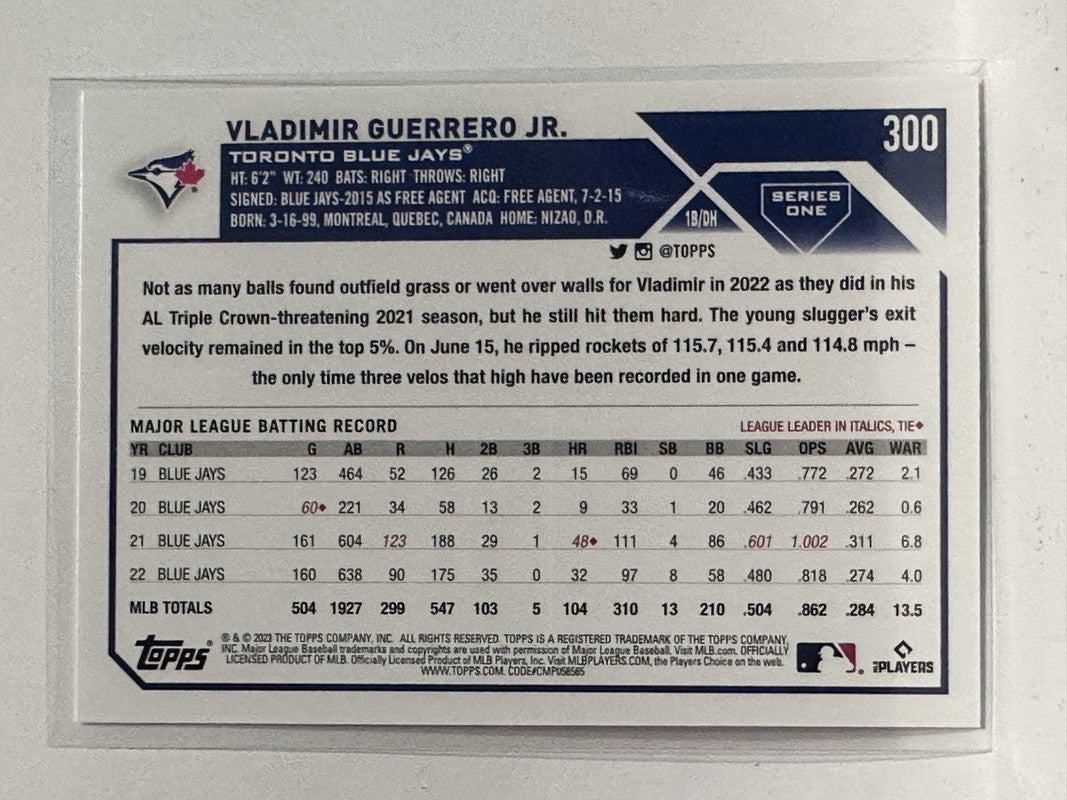 VLADIMIR GUERRERO JR.
300
TORONTO BLUE JAYS®
HT: 6'2" WT: 240 BATS: RIGHT THROWS: RIGHT
SIGNED: BLUE JAYS-2015 AS FREE AGENT ACQ: FREE AGENT, 7-2-15
BORN: 3-16-99, MONTREAL, QUEBEC, CANADA HOME: NIZAO, D.R.
1B/DH
SERIES
ONE
@TOPPS
Not as many balls found outfield grass or went over walls for Vladimir in 2022 as they did in his
AL Triple Crown-threatening 2021 season, but he still hit them hard. The young slugger's exit
velocity remained in the top 5%. On June 15, he ripped rockets of 115.7, 115.4 and 114.8 mph –
the only time three velos that high have been recorded in one game.
MAJOR LEAGUE BATTING RECORD LEAGUE LEADER IN ITALICS, TIE♦
YR CLUB G AB R H 2B 3B HR RBI SB BB SLG OPS AVG WAR
19 BLUE JAYS 123 464 52 126 26 2 15 69 0 46 .433 .772 .272 2.1
20 BLUE JAYS 60♦ 221 34 58 13 2 9 33 1 20 .462 .791 .262 0.6
21 BLUE JAYS 161 604 123 188 29 1 48♦ 111 4 86 .601 1.002 .311 6.8
22 BLUE JAYS 160 638 90 175 35 0 32 97 8 58 .480 .818 .274 4.0
MLB TOTALS 504 1927 299 547 103 5 104 310 13 210 .504 .862 .284 13.5
Topps®
® & © 2023 THE TOPPS COMPANY, INC. ALL RIGHTS RESERVED. TOPPS IS A REGISTERED TRADEMARK OF THE TOPPS COMPANY,
INC. Major League Baseball trademarks and copyrights are used with permission of Major League Baseball. Visit MLB.com. OFFICIALLY
LICENSED PRODUCT OF MLB. Officially Licensed Product of MLB Players, Inc. Visit MLBPLAYERS.COM, the Players Choice on the web.
WWW.TOPPS.COM. CODE#CMP058585
MLBPLAYERS